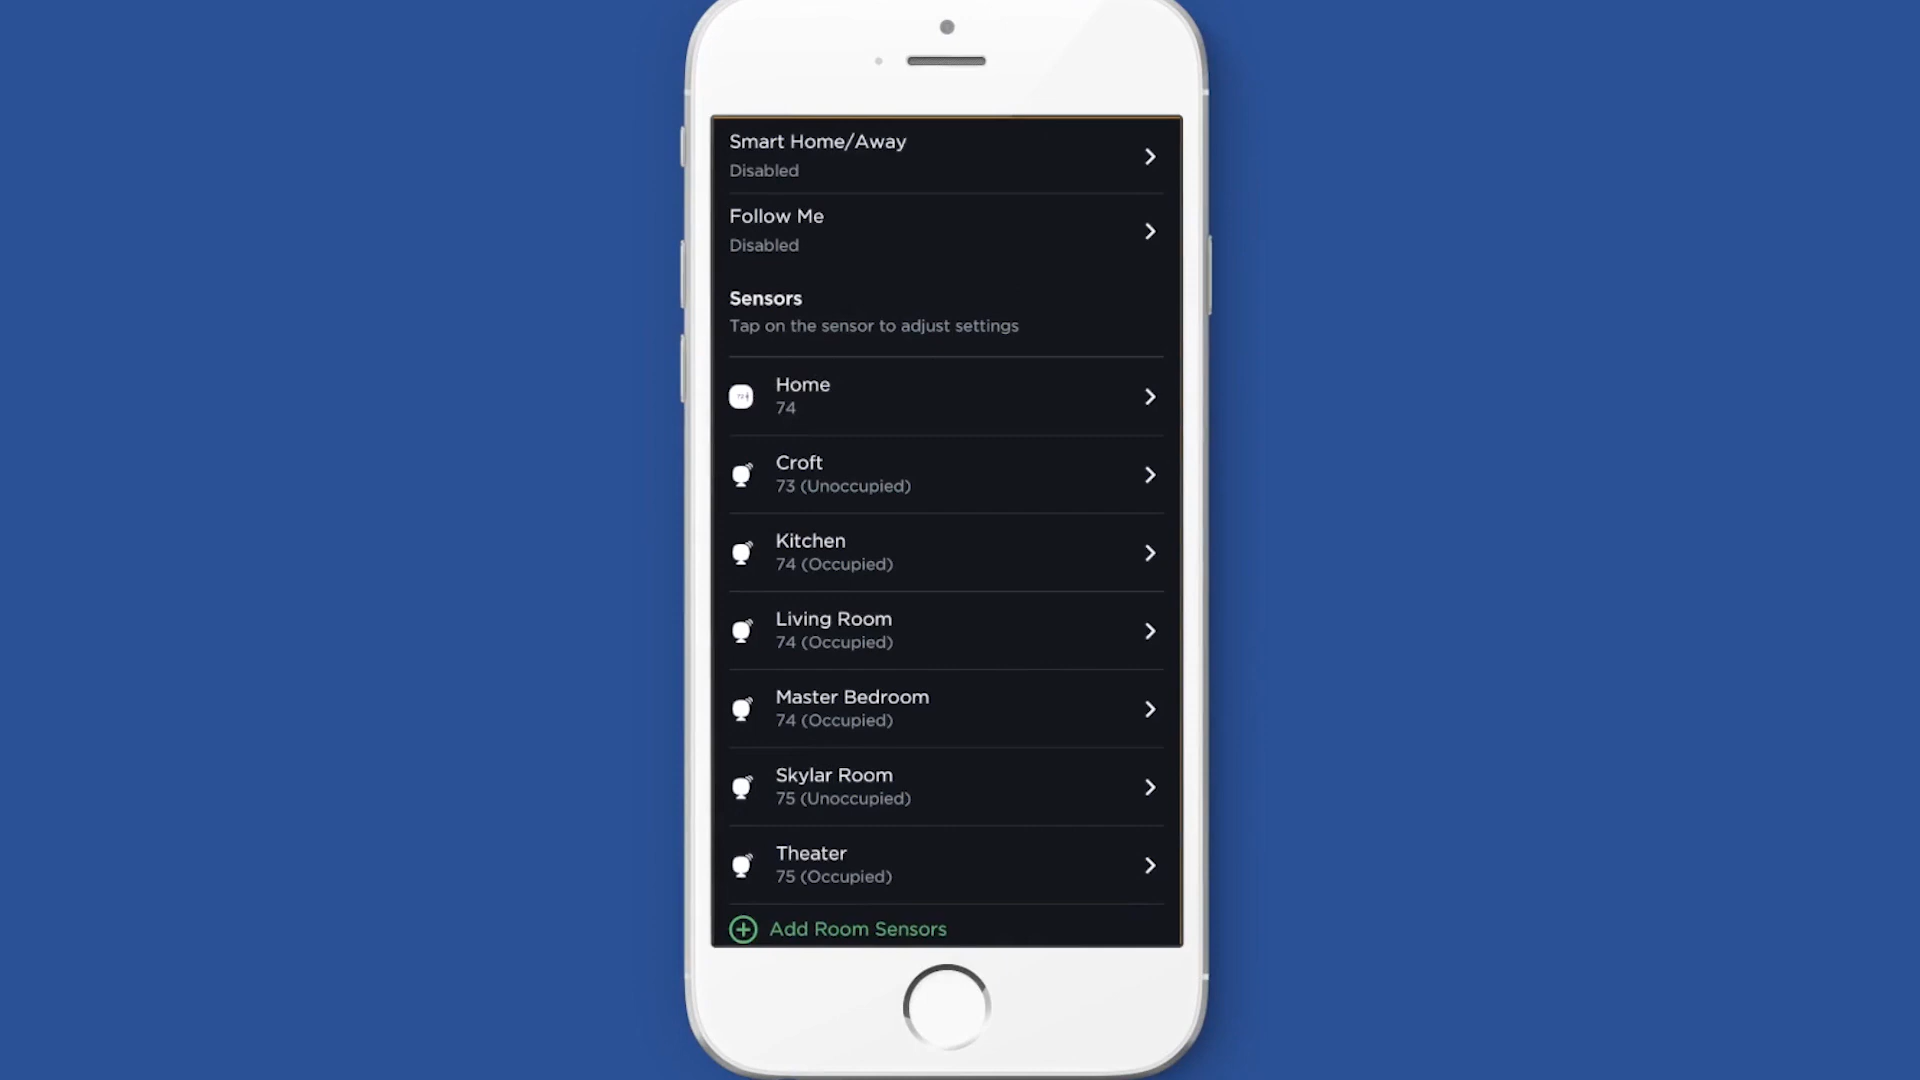 Smart Home/Away
Disabled
Follow Me
Disabled
Sensors
Tap on the sensor to adjust settings
Home
74
Croft
73 (Unoccupied)
Kitchen
74 (Occupied)
Living Room
74 (Occupied)
Master Bedroom
74 (Occupied)
Skylar Room
75 (Unoccupied)
Theater
75 (Occupied)
Add Room Sensors